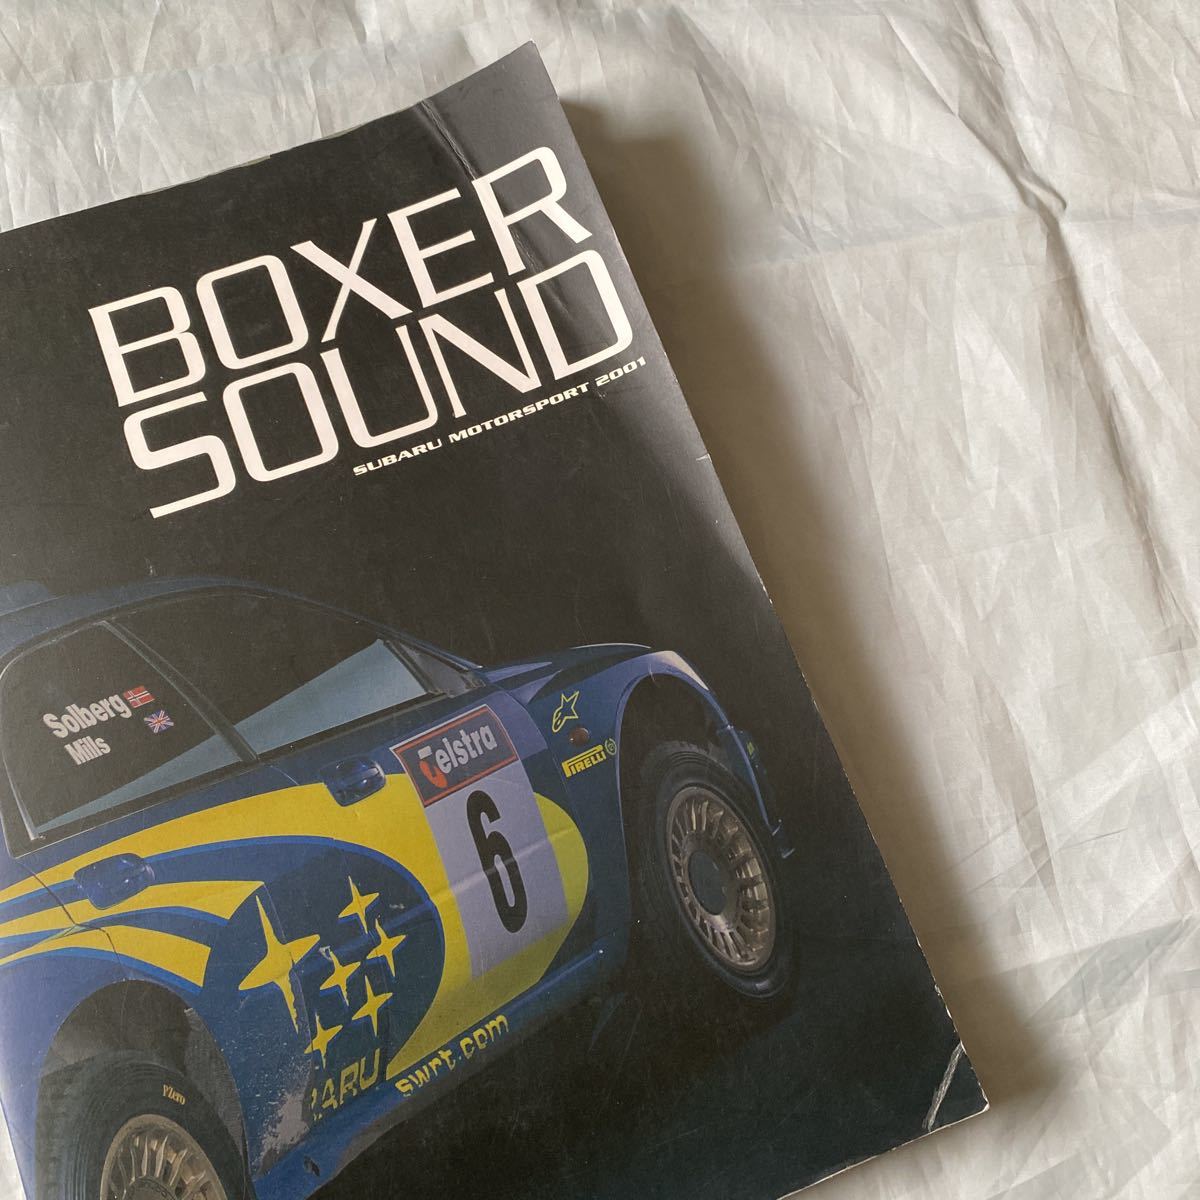 BOXER
SOUND
SUBARU MOTORSPORT 2001
Solberg
Mills
Telstra
6
PIRELLI
swrt.com
PZero